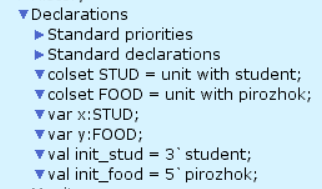 Declarations
Standard priorities
Standard declarations
colset STUD = unit with student;
colset FOOD = unit with pirozhok;
var x:STUD;
var y:FOOD;
val init_stud = 3`student;
val init_food = 5`pirozhok;